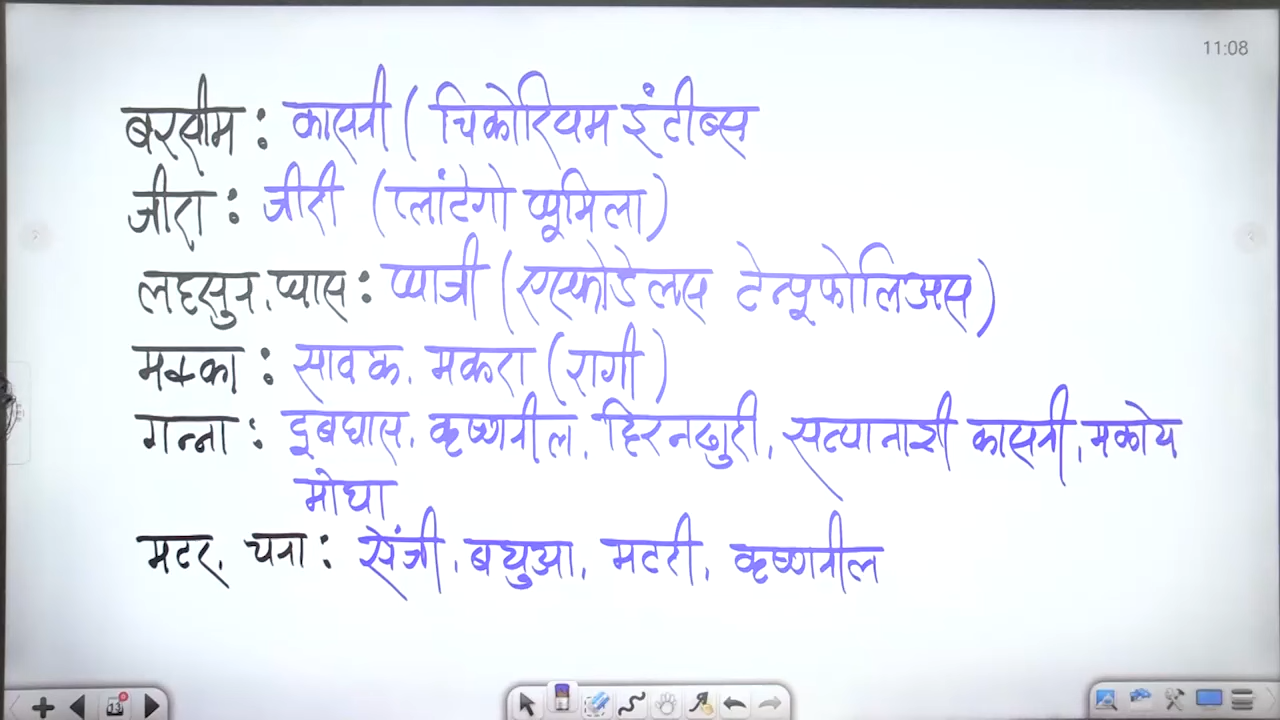 11:08
बरसीम : कासनी ( चिकोरियम इंटीब्स
जीरा : जीरी (प्लांटेगो प्यूमिला)
लहसुन, प्याज : प्याजी (एस्फोडेलस टेन्यूफोलिअस)
मक्का : सावक, मकरा (रागी)
गन्ना : दूबघास, कृष्णनील, हिरनखुरी, सत्यानाशी कासनी, मकोय
मोथा
मटर, चना : सेंजी, बथुआ, मटरी, कृष्णनील
13